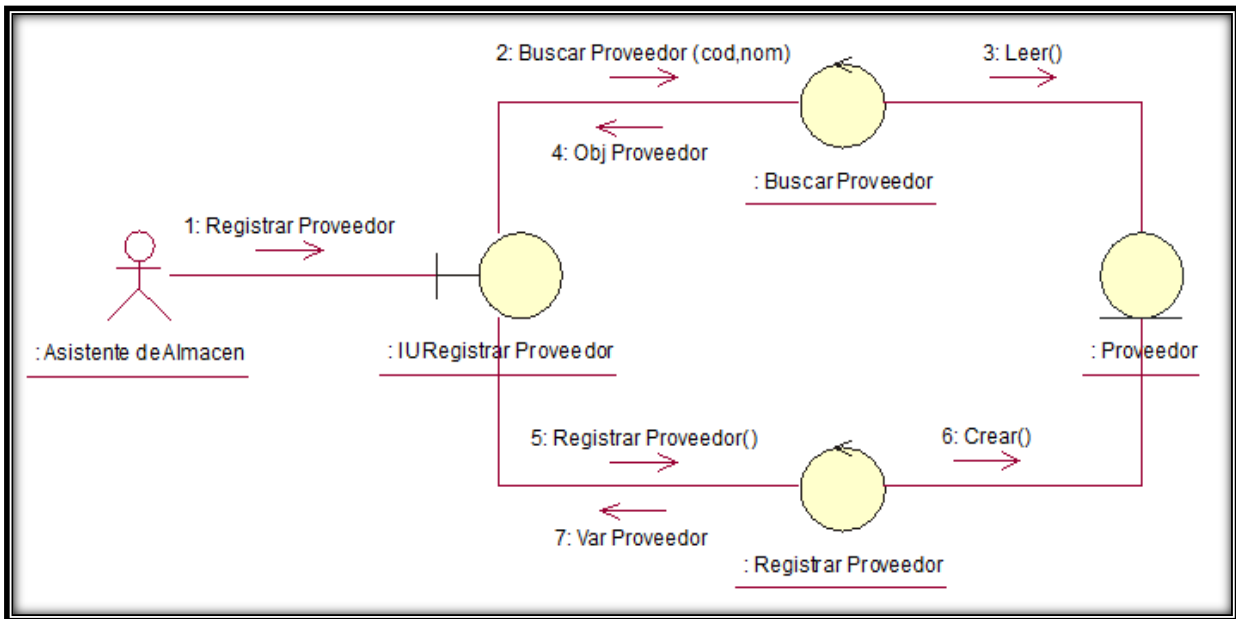 2: Buscar Proveedor (cod,nom)
3: Leer()
4: Obj Proveedor
: Buscar Proveedor
1: Registrar Proveedor
: Asistente de Almacen
: IURegistrar Proveedor
: Proveedor
5: Registrar Proveedor()
6: Crear()
7: Var Proveedor
: Registrar Proveedor